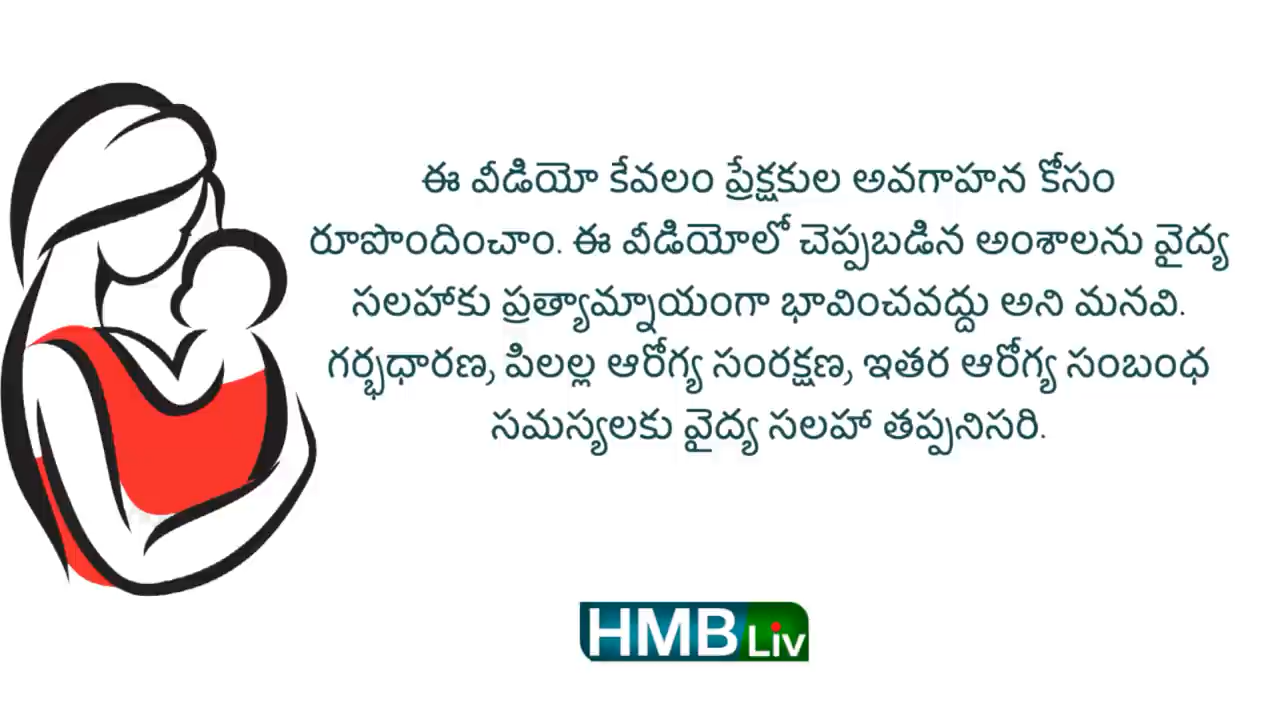 ఈ వీడియో కేవలం ప్రేక్షకుల అవగాహన కోసం
రూపొందించాం. ఈ వీడియోలో చెప్పబడిన అంశాలను వైద్య
సలహాకు ప్రత్యామ్నాయంగా భావించవద్దు అని మనవి.
గర్భధారణ, పిలల్ల ఆరోగ్య సంరక్షణ, ఇతర ఆరోగ్య సంబంధ
సమస్యలకు వైద్య సలహా తప్పనిసరి.
HMB Liv